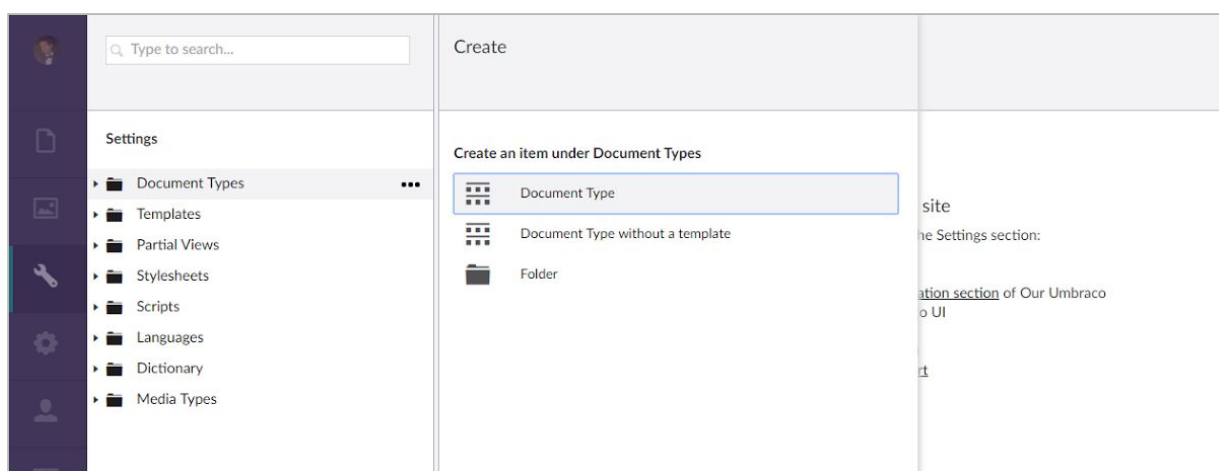 Type to search...
Create
Settings
Document Types
Templates
Partial Views
Stylesheets
Scripts
Languages
Dictionary
Media Types
Create an item under Document Types
Document Type
Document Type without a template
Folder
site
he Settings section:
ation section of Our Umbraco
o UI
rt